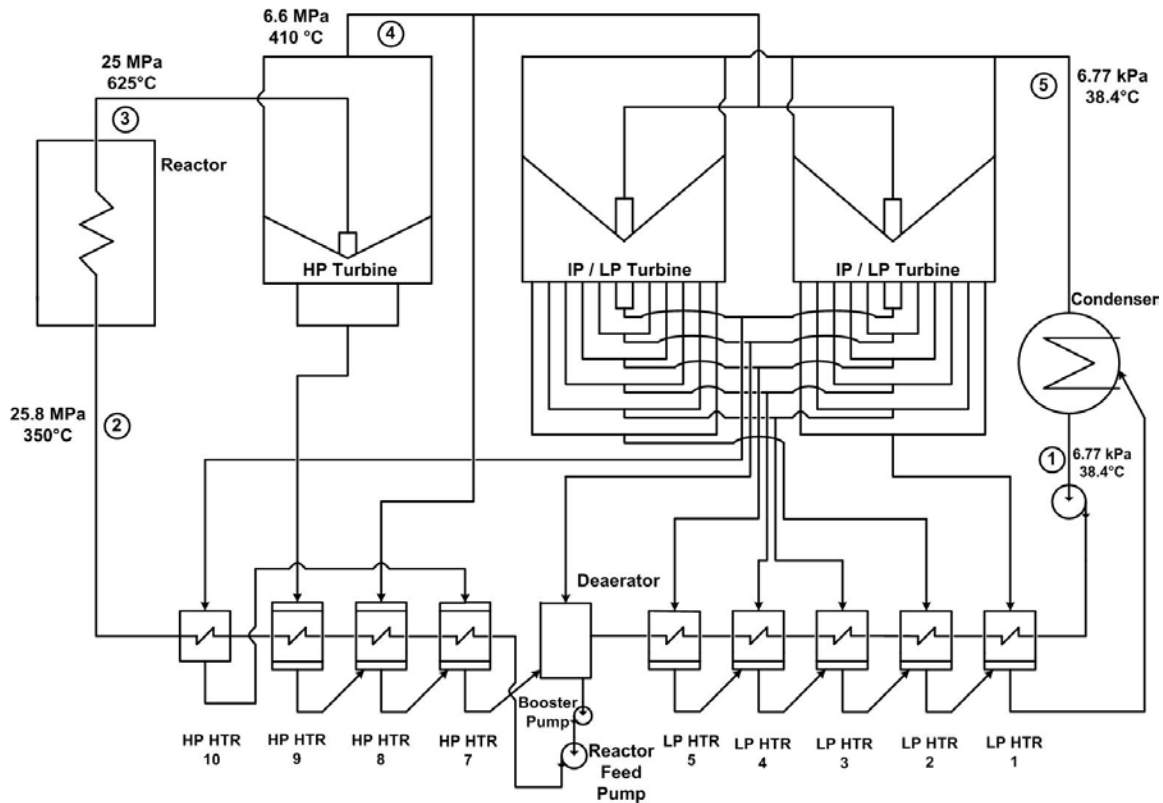 6.6 MPa
410 °C
4
25 MPa
625°C
3
5
6.77 kPa
38.4°C
Reactor
HP Turbine
IP / LP Turbine
IP / LP Turbine
Condenser
25.8 MPa
350°C
2
1
6.77 kPa
38.4°C
Deaerator
Booster
Pump
Reactor
Feed
Pump
HP HTR
10
HP HTR
9
HP HTR
8
HP HTR
7
LP HTR
5
LP HTR
4
LP HTR
3
LP HTR
2
LP HTR
1